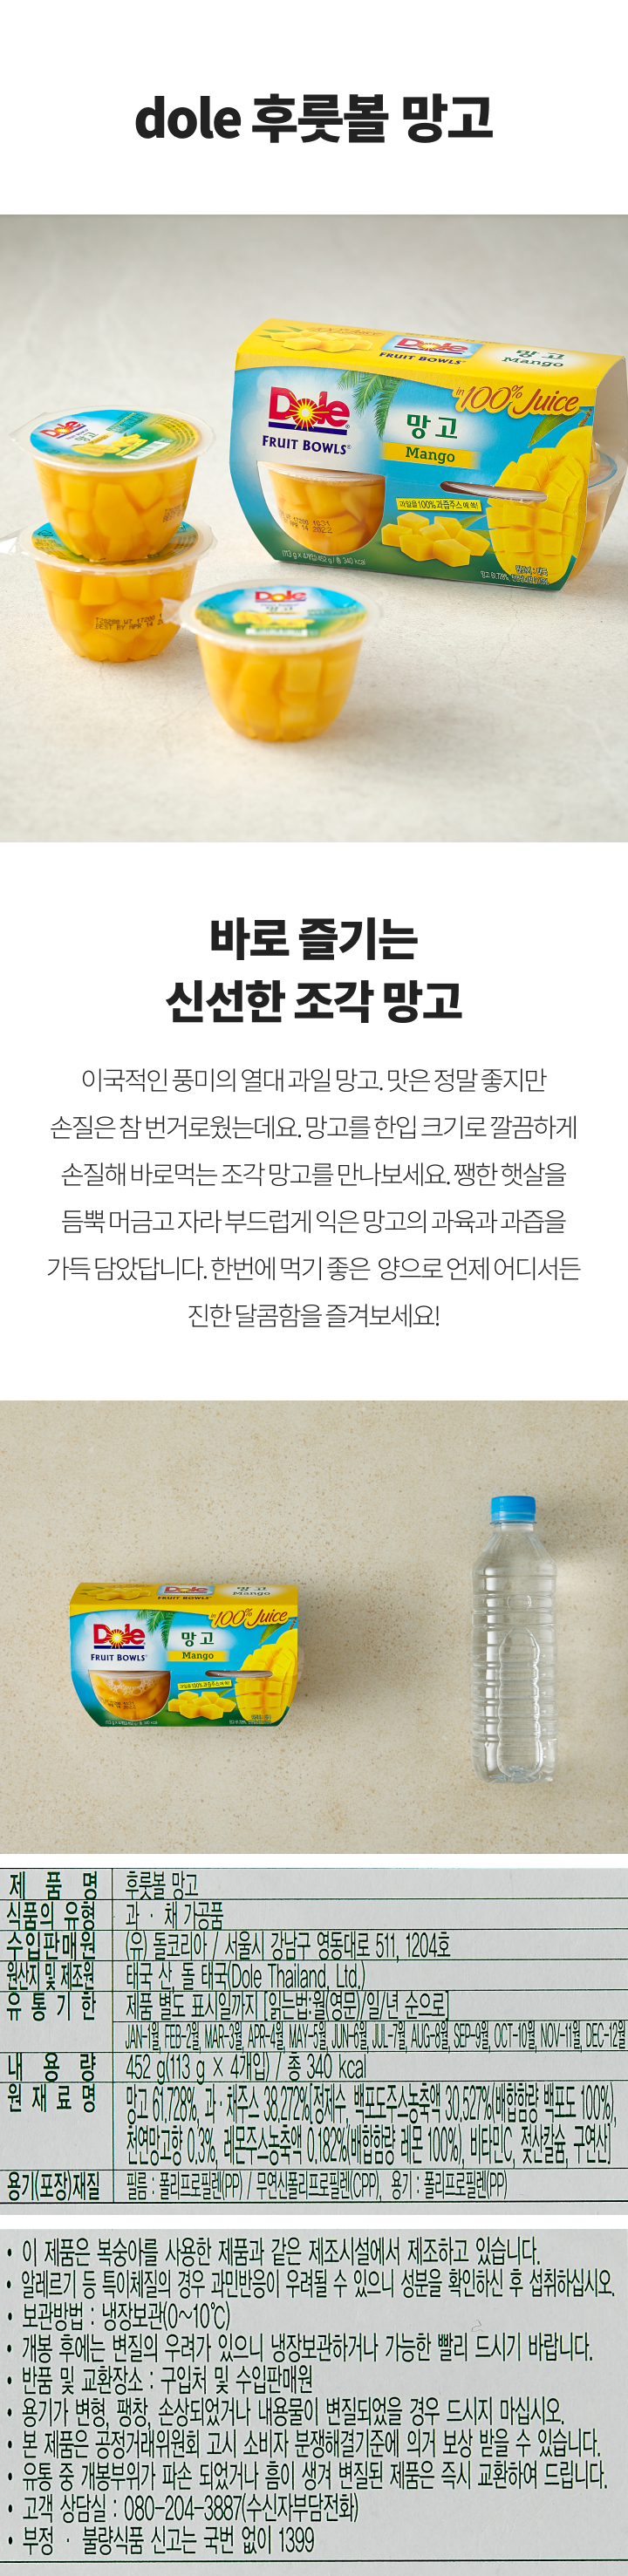 dole 후룻볼 망고
Dole
FRUIT BOWLS
망고
Mango
in 100% Juice
Dole
FRUIT BOWLS®
망고
Mango
과일을 100% 과즙주스에 쏙!
APR 14 2022
(113 g X 4개입)452 g / 총 340 kcal
Dole
망고
BEST BY APR 14 2
Dole
망고
바로 즐기는
신선한 조각 망고
이국적인 풍미의 열대 과일 망고. 맛은 정말 좋지만
손질은 참 번거로웠는데요. 망고를 한입 크기로 깔끔하게
손질해 바로먹는 조각 망고를 만나보세요. 쨍한 햇살을
듬뿍 머금고 자라 부드럽게 익은 망고의 과육과 과즙을
가득 담았답니다. 한번에 먹기 좋은 양으로 언제 어디서든
진한 달콤함을 즐겨보세요!
Dole
FRUIT BOWLS
망고
Mango
in 100% Juice
Dole
FRUIT BOWLS
망고
Mango
과일을 100% 과즙주스에 쏙!
제 품 명 후룻볼 망고
식품의 유형 과 · 채 가공품
수입판매원 (유) 돌코리아 / 서울시 강남구 영동대로 511, 1204호
원산지 및 제조원 태국 산, 돌 태국(Dole Thailand, Ltd.)
유 통 기 한 제품 별도 표시일까지 [읽는법:월(영문)/일/년 순으로]
JAN-1월, FEB-2월, MAR-3월, APR-4월, MAY-5월, JUN-6월, JUL-7월, AUG-8월, SEP-9월, OCT-10월, NOV-11월, DEC-12월
내 용 량 452 g(113 g X 4개입) / 총 340 kcal
원 재 료 명 망고 61.728%, 과 · 채주스 38.272%[정제수, 백포도주스농축액 30.527%(배합함량 백포도 100%),
천연망고향 0.3%, 레몬주스농축액 0.182%(배합함량 레몬 100%), 비타민C, 젖산칼슘, 구연산]
용기(포장)재질 필름 : 폴리프로필렌(PP) / 무연신폴리프로필렌(CPP), 용기 : 폴리프로필렌(PP)
• 이 제품은 복숭아를 사용한 제품과 같은 제조시설에서 제조하고 있습니다.
• 알레르기 등 특이체질의 경우 과민반응이 우려될 수 있으니 성분을 확인하신 후 섭취하십시오.
• 보관방법 : 냉장보관(0~10℃)
• 개봉 후에는 변질의 우려가 있으니 냉장보관하거나 가능한 빨리 드시기 바랍니다.
• 반품 및 교환장소 : 구입처 및 수입판매원
• 용기가 변형, 팽창, 손상되었거나 내용물이 변질되었을 경우 드시지 마십시오.
• 본 제품은 공정거래위원회 고시 소비자 분쟁해결기준에 의거 보상 받을 수 있습니다.
• 유통 중 개봉부위가 파손 되었거나 흠이 생겨 변질된 제품은 즉시 교환하여 드립니다.
• 고객 상담실 : 080-204-3887(수신자부담전화)
• 부정 · 불량식품 신고는 국번 없이 1399